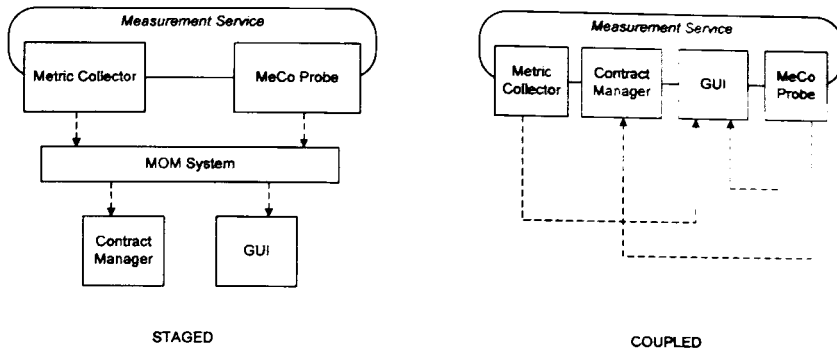 Measurement Service
Metric Collector
MeCo Probe
MOM System
Contract
Manager
GUI
STAGED
Measurement Service
Metric
Collector
Contract
Manager
GUI
MeCo
Probe
COUPLED